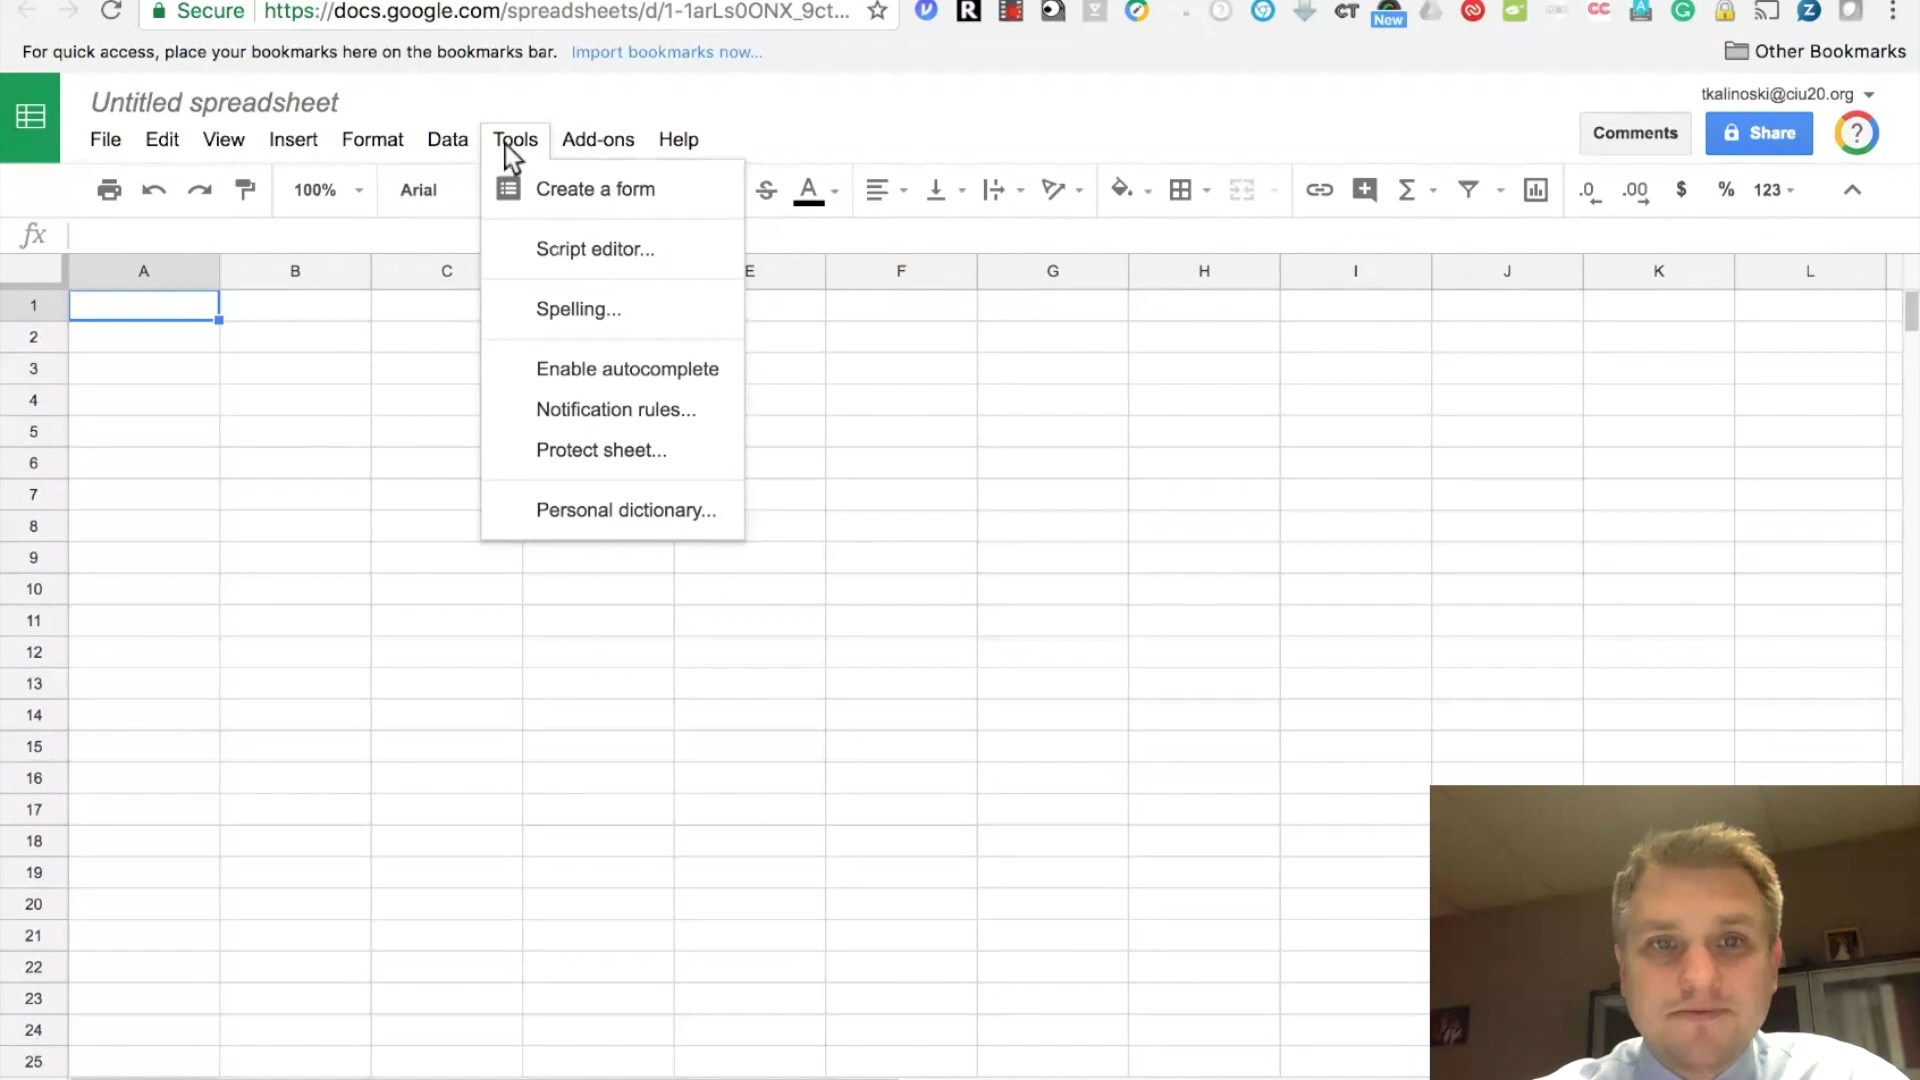 Secure https://docs.google.com/spreadsheets/d/1-1arLs0ONX_9ct...
R CT New CC Z
For quick access, place your bookmarks here on the bookmarks bar. Import bookmarks now... Other Bookmarks
Untitled spreadsheet
tkalinoski@ciu20.org
File Edit View Insert Format Data Tools Add-ons Help
Comments Share ?
100% Arial A Σ .0 .00 $ % 123
Create a form
fx
Script editor...
A B C E F G H I J K L
Spelling...
Enable autocomplete
Notification rules...
Protect sheet...
Personal dictionary...
1
2
3
4
5
6
7
8
9
10
11
12
13
14
15
16
17
18
19
20
21
22
23
24
25